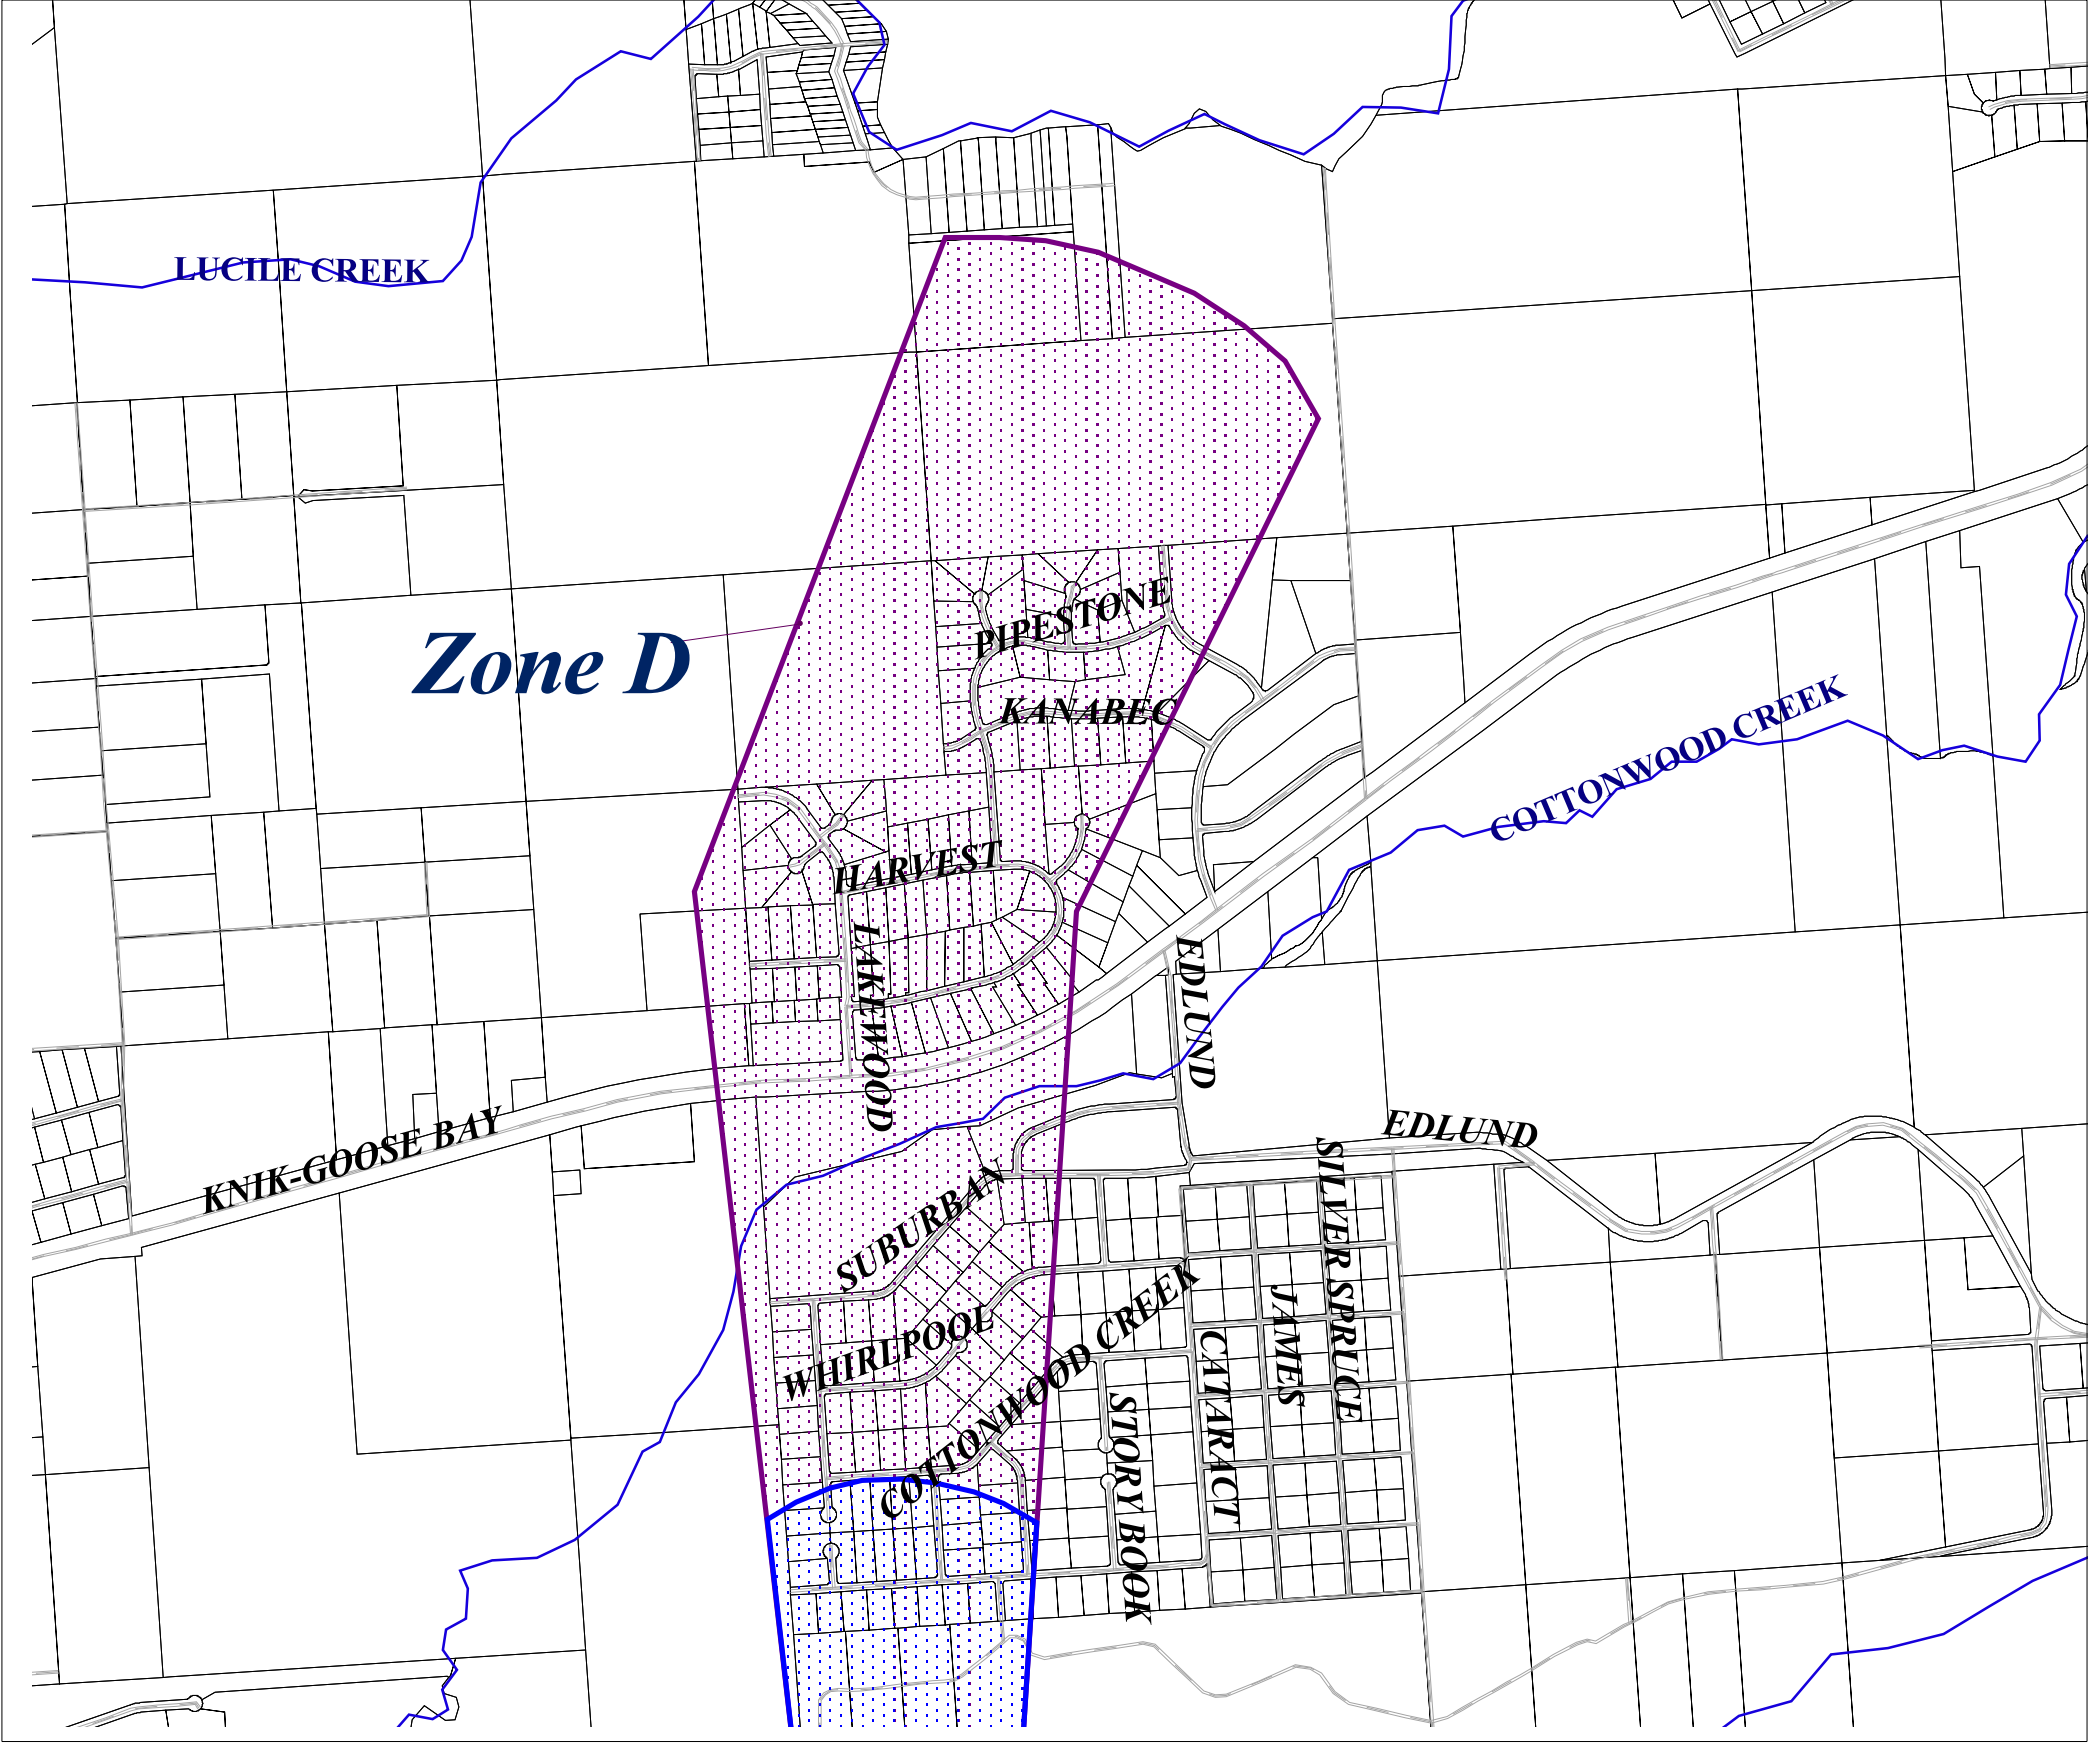 LUCILE CREEK
PIPESTONE
Zone D
KANABEC
COTTONWOOD CREEK
HARVEST
LAKEWOOD
EDLUND
KNIK-GOOSE BAY
EDLUND
SUBURBAN
SILVER SPRUCE
WHIRLPOOL
COTTONWOOD CREEK
JAMES
CATARACT
STORY BOOK